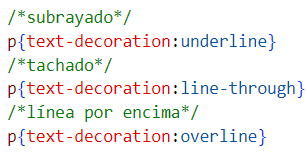 /*subrayado*/
p{text-decoration:underline}
/*tachado*/
p{text-decoration:line-through}
/*línea por encima*/
p{text-decoration:overline}